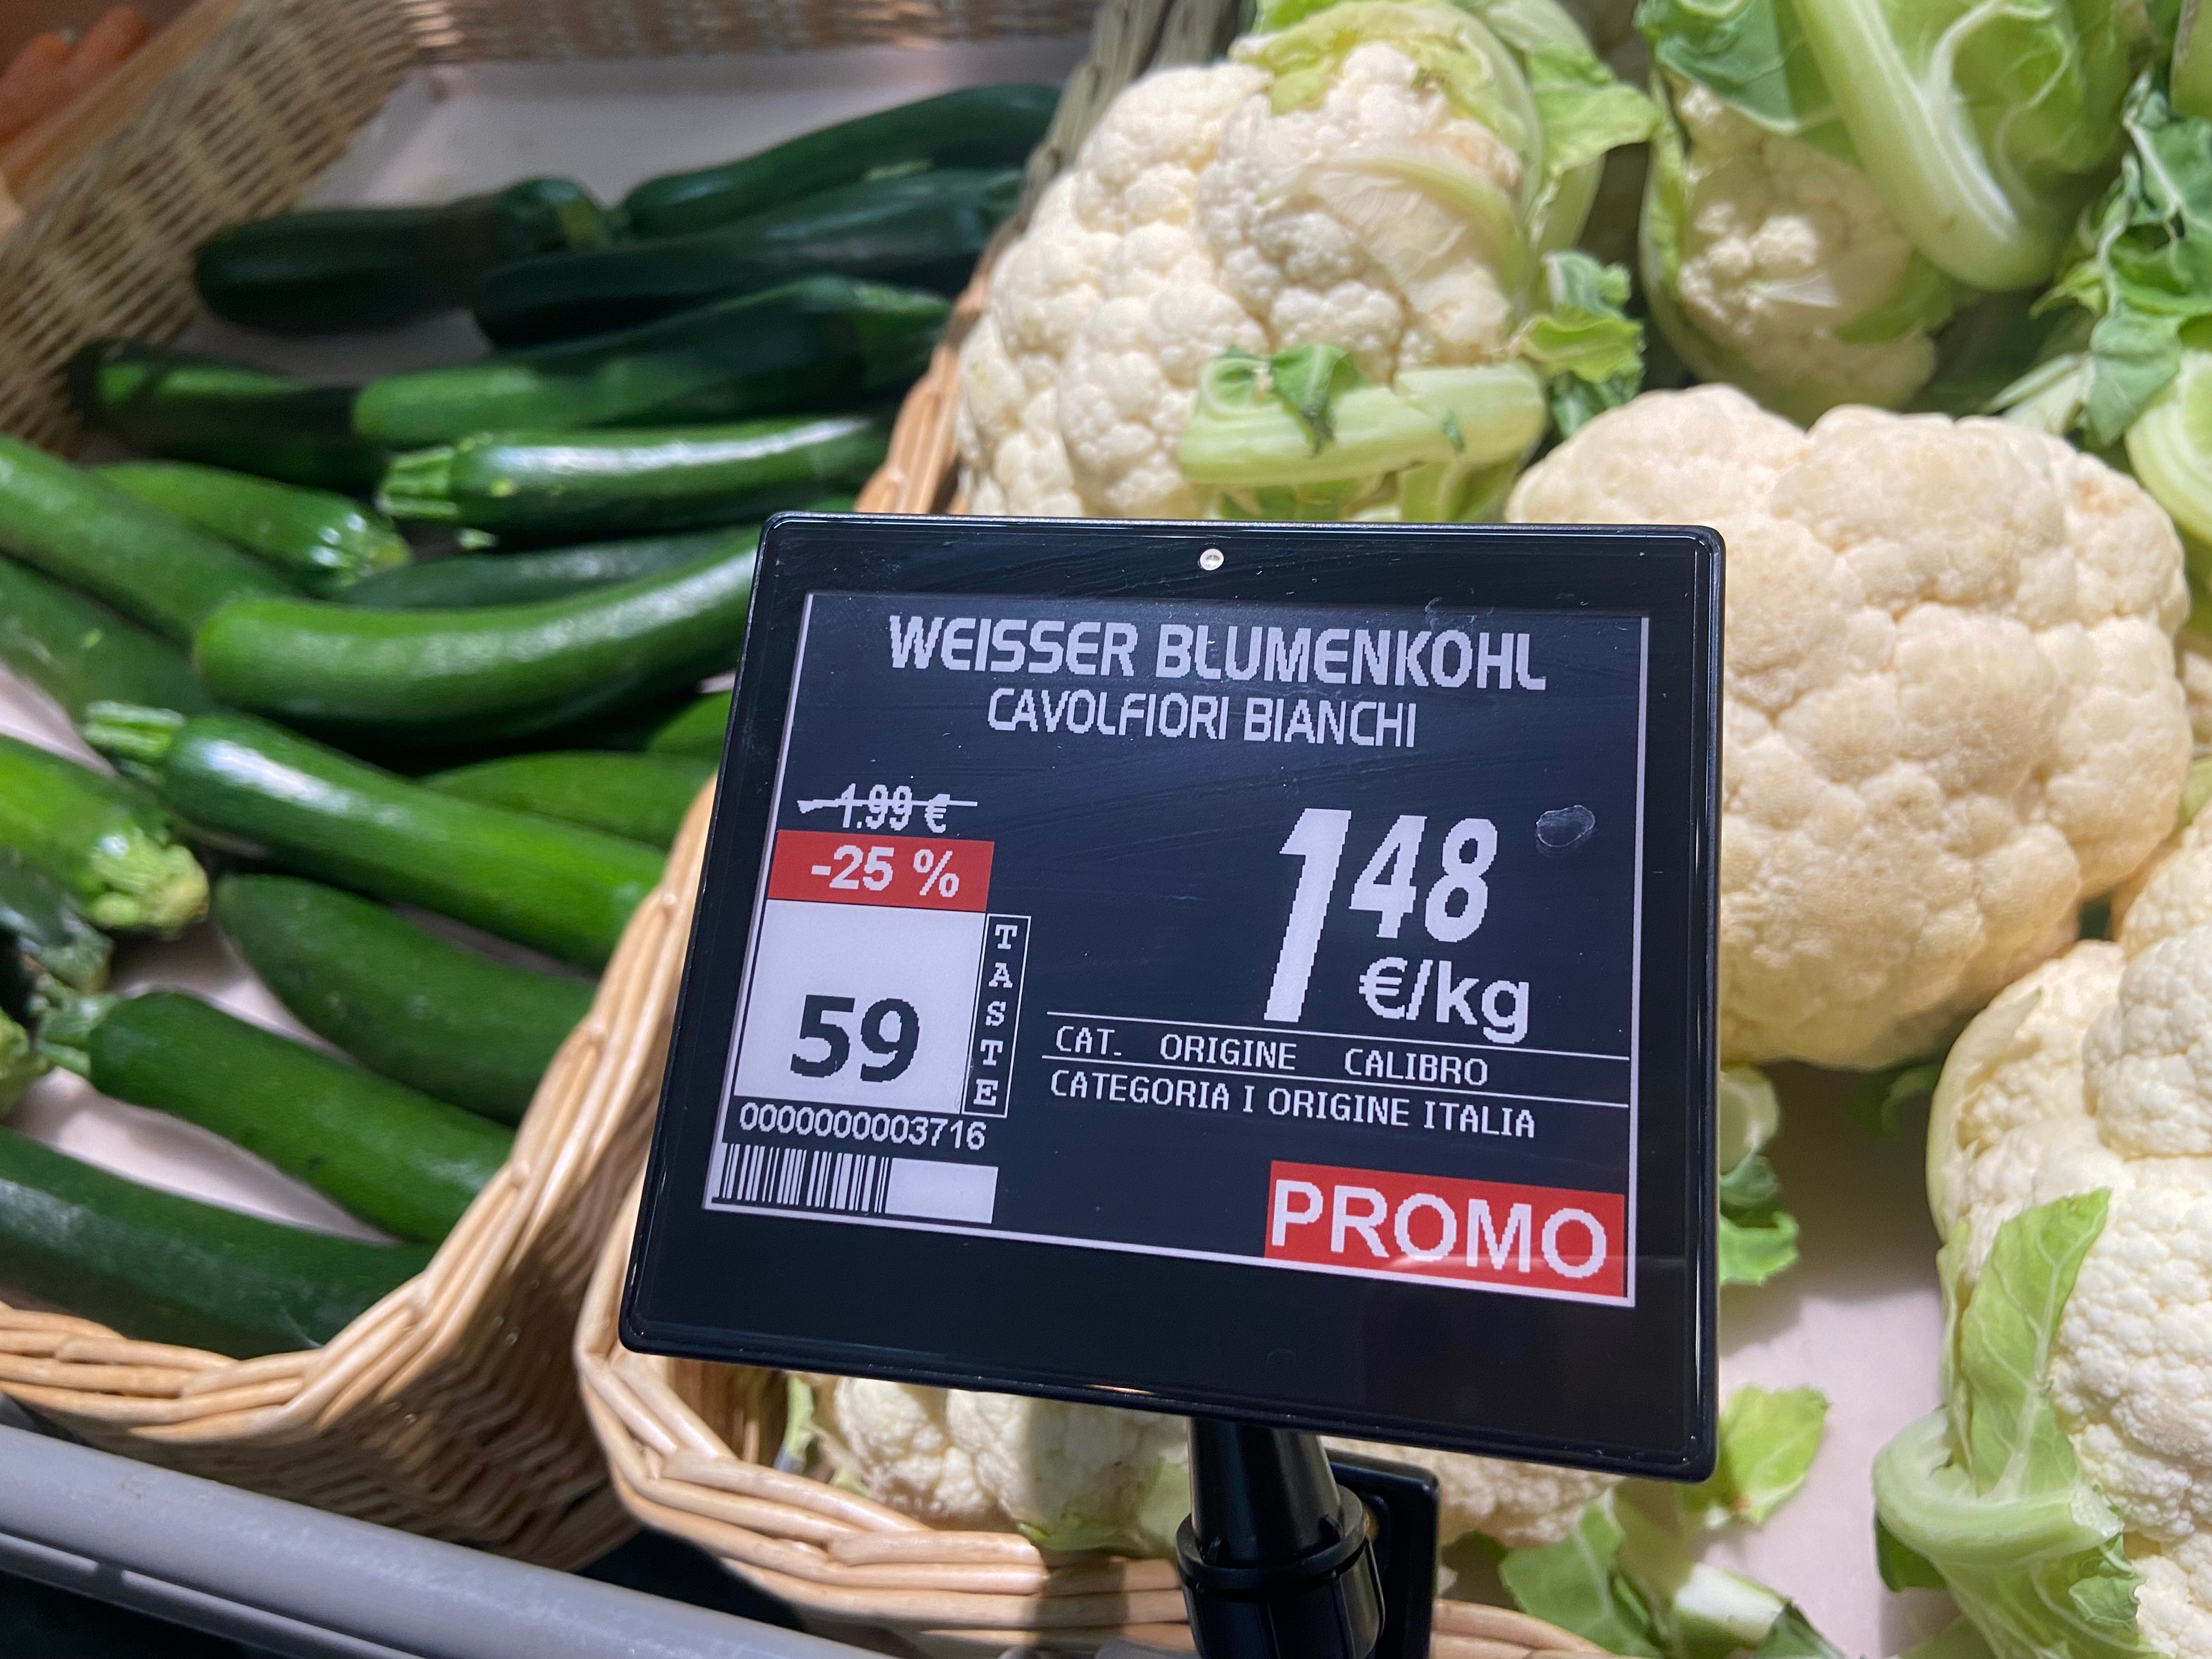 WEISSER BLUMENKOHL
CAVOLFIORI BIANCHI
1.99 €
-25 %
148
€/kg
59
TASTE
CAT. ORIGINE CALIBRO
CATEGORIA I ORIGINE ITALIA
0000000003716
PROMO